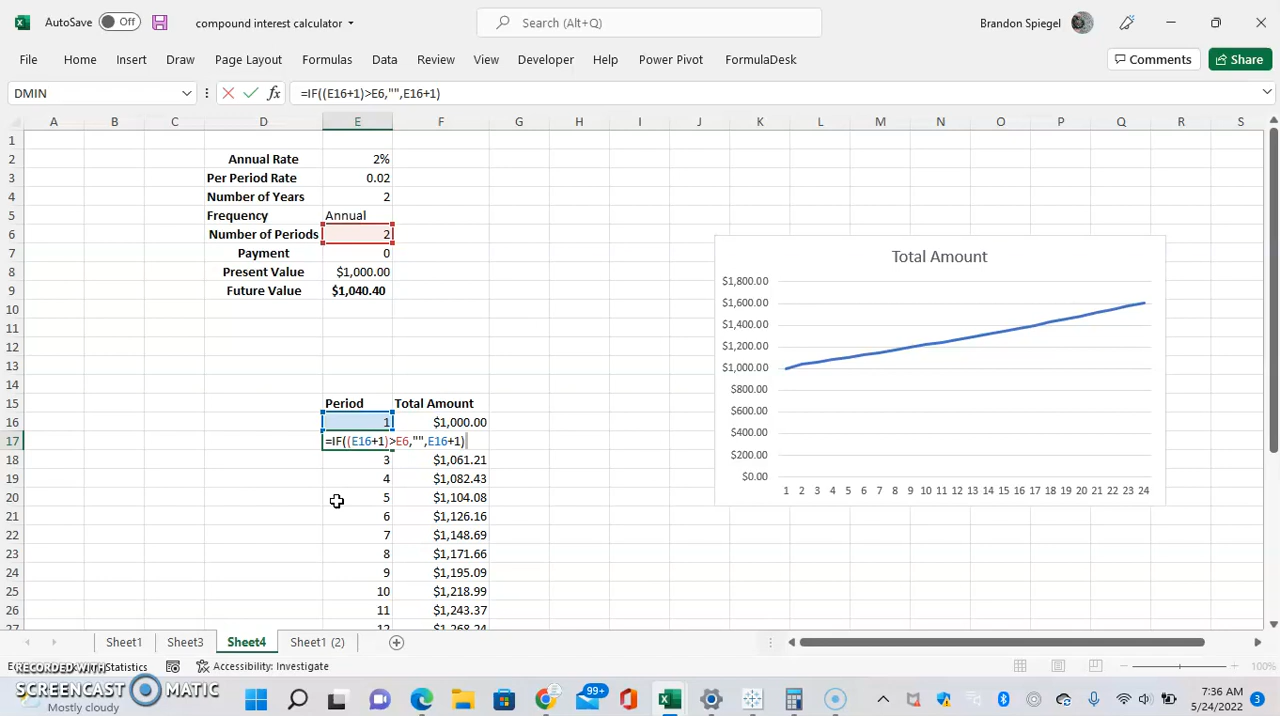 AutoSave Off compound interest calculator Search (Alt+Q) Brandon Spiegel
File Home Insert Draw Page Layout Formulas Data Review View Developer Help Power Pivot FormulaDesk Comments Share
DMIN fx =IF((E16+1)>E6,"",E16+1)
A B C D E F G H I J K L M N O P Q R S
1
2 Annual Rate 2%
3 Per Period Rate 0.02
4 Number of Years 2
5 Frequency Annual
6 Number of Periods 2
7 Payment 0
8 Present Value $1,000.00
9 Future Value $1,040.40
10
11
12
13
14
15 Period Total Amount
16 1 $1,000.00
17 =IF((E16+1)>E6,"",E16+1)
18 3 $1,061.21
19 4 $1,082.43
20 5 $1,104.08
21 6 $1,126.16
22 7 $1,148.69
23 8 $1,171.66
24 9 $1,195.09
25 10 $1,218.99
26 11 $1,243.37
27 12 $1,268.24
Total Amount
$1,800.00
$1,600.00
$1,400.00
$1,200.00
$1,000.00
$800.00
$600.00
$400.00
$200.00
$0.00
1 2 3 4 5 6 7 8 9 10 11 12 13 14 15 16 17 18 19 20 21 22 23 24
Sheet1 Sheet3 Sheet4 Sheet1 (2)
RECORDED WITH Statistics Accessibility: Investigate 100%
SCREENCAST MATIC
Mostly cloudy
99+
7:36 AM
5/24/2022 3